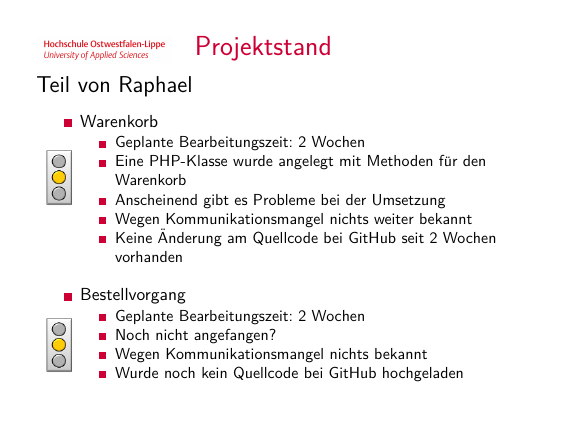 Hochschule Ostwestfalen-Lippe
University of Applied Sciences
Projektstand
Teil von Raphael
Warenkorb
Geplante Bearbeitungszeit: 2 Wochen
Eine PHP-Klasse wurde angelegt mit Methoden für den
Warenkorb
Anscheinend gibt es Probleme bei der Umsetzung
Wegen Kommunikationsmangel nichts weiter bekannt
Keine Änderung am Quellcode bei GitHub seit 2 Wochen
vorhanden
Bestellvorgang
Geplante Bearbeitungszeit: 2 Wochen
Noch nicht angefangen?
Wegen Kommunikationsmangel nichts bekannt
Wurde noch kein Quellcode bei GitHub hochgeladen